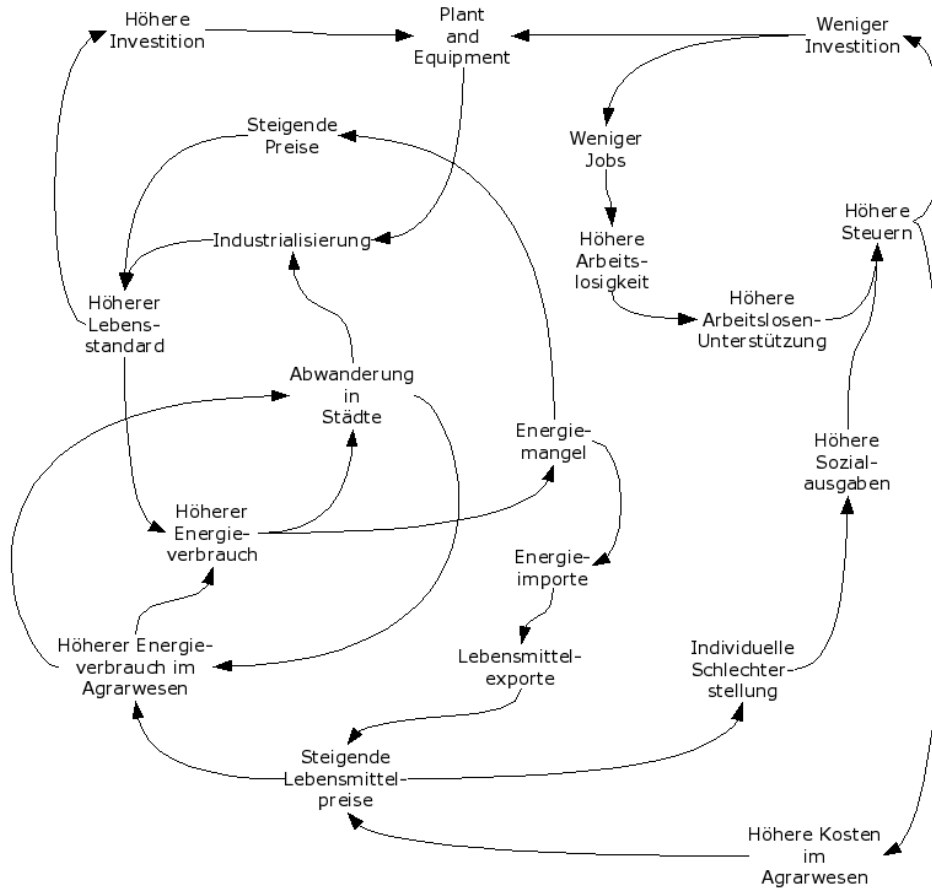 Höhere
Investition
Plant
and
Equipment
Weniger
Investition
Steigende
Preise
Weniger
Jobs
Industrialisierung
Höhere
Arbeits-
losigkeit
Höhere
Steuern
Höherer
Lebens-
standard
Höhere
Arbeitslosen-
Unterstützung
Abwanderung
in
Städte
Energie-
mangel
Höhere
Sozial-
ausgaben
Höherer
Energie-
verbrauch
Energie-
importe
Höherer Energie-
verbrauch im
Agrarwesen
Lebensmittel-
exporte
Individuelle
Schlechter-
stellung
Steigende
Lebensmittel-
preise
Höhere Kosten
im
Agrarwesen